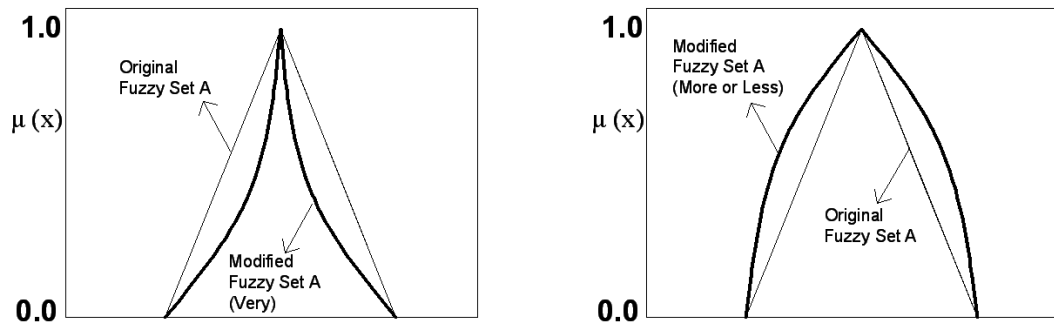 1.0
Original
Fuzzy Set A
μ (x)
Modified
Fuzzy Set A
(Very)
0.0
1.0
Modified
Fuzzy Set A
(More or Less)
μ (x)
Original
Fuzzy Set A
0.0